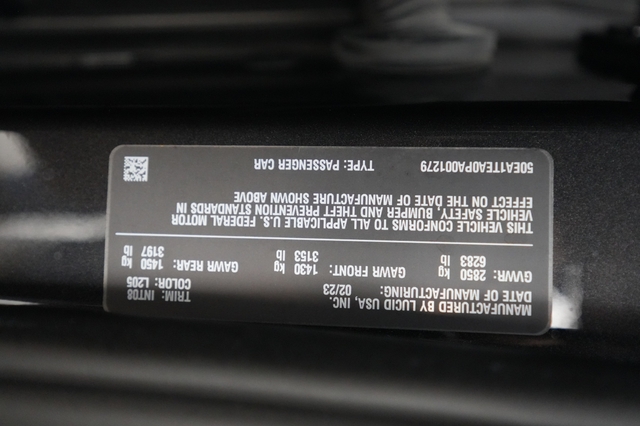 MANUFACTURED BY LUCID USA, INC.
DATE OF MANUFACTURING: 02/23
TRIM: INT08
COLOR: L205
GVWR: 2850 kg
6283 lb
GAWR FRONT: 1430 kg
3153 lb
GAWR REAR: 1450 kg
3197 lb
THIS VEHICLE CONFORMS TO ALL APPLICABLE U.S. FEDERAL MOTOR
VEHICLE SAFETY, BUMPER AND THEFT PREVENTION STANDARDS IN
EFFECT ON THE DATE OF MANUFACTURE SHOWN ABOVE
50EA1TEA0PA001279
TYPE: PASSENGER CAR